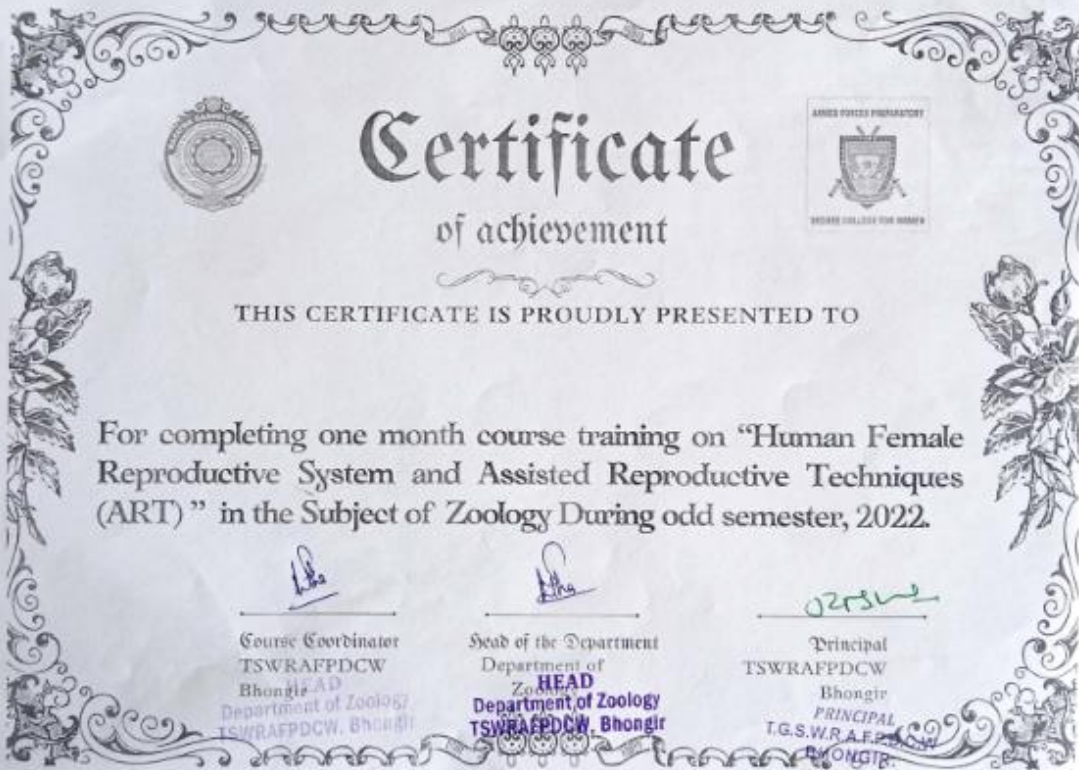 Certificate
ARMED FORCES PREPARATORY
DEGREE COLLEGE FOR WOMEN
of achievement
THIS CERTIFICATE IS PROUDLY PRESENTED TO
For completing one month course training on “Human Female
Reproductive System and Assisted Reproductive Techniques
(ART) ” in the Subject of Zoology During odd semester, 2022.
Course Coordinator
TSWRAFPDCW
Bhongir
HEAD
Department of Zoology
TSWRAFPDCW, Bhongir
Head of the Department
Department of
Zoology
HEAD
Department of Zoology
TSWRAFPDCW, Bhongir
Principal
TSWRAFPDCW
Bhongir
PRINCIPAL
T.G.S.W.R.A.F.P.D.C.W
BHONGIR.